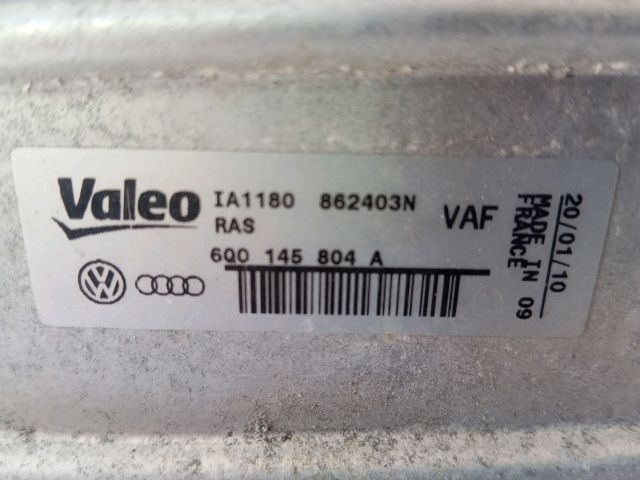 Valeo
IA1180 862403N
RAS
VAF
6Q0 145 804 A
20/01/10
MADE IN 09
FRANCE